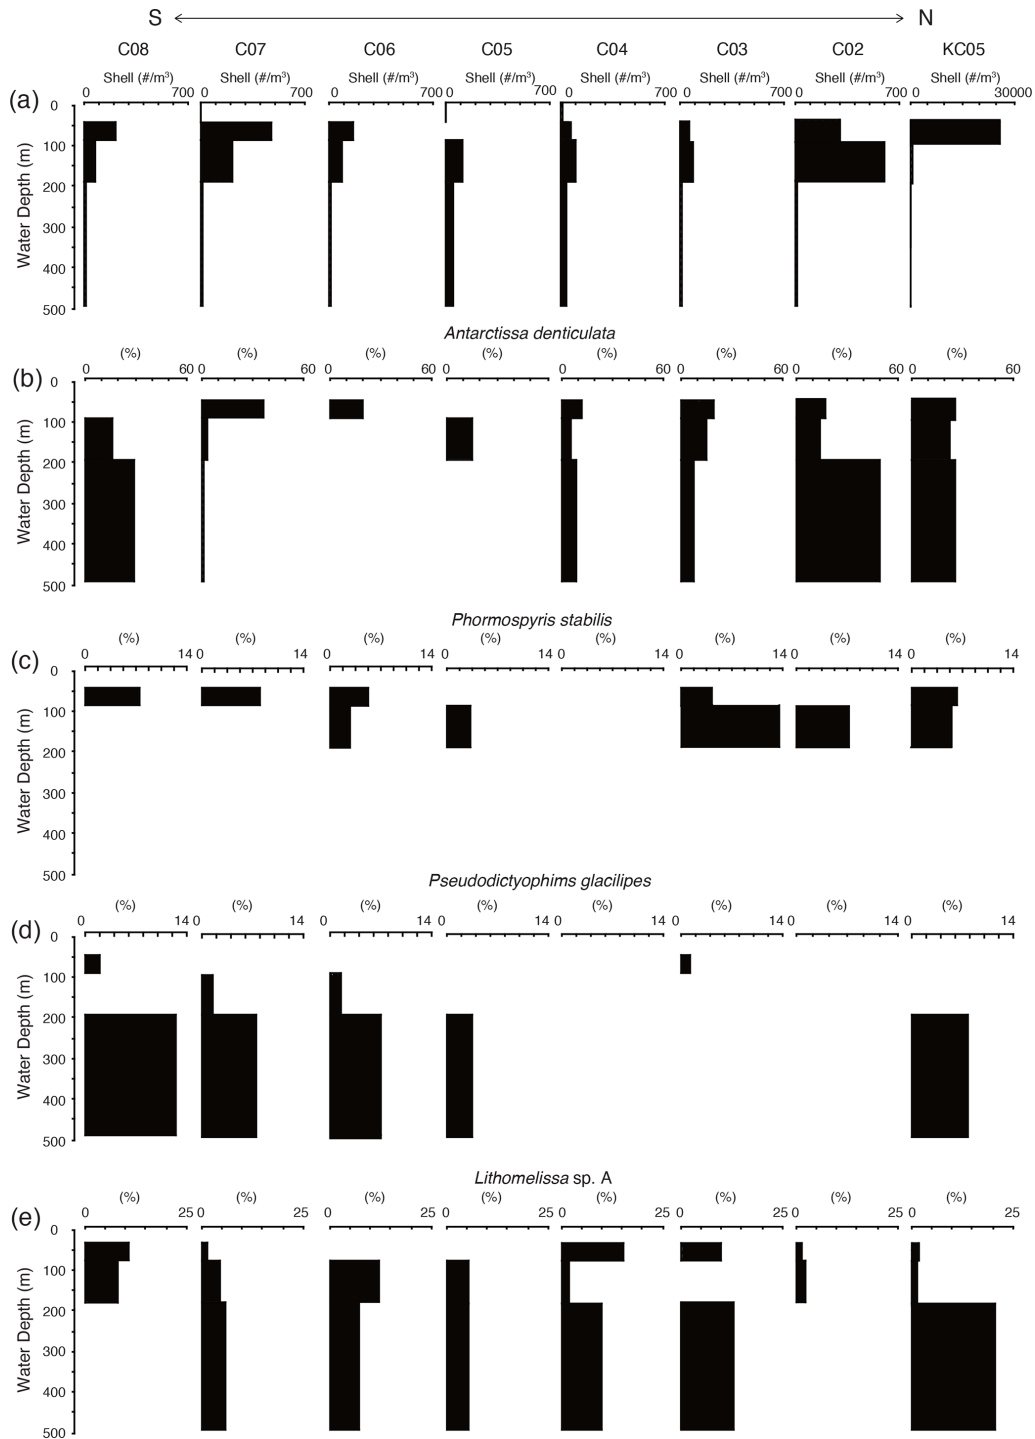 S N
C08 C07 C06 C05 C04 C03 C02 KC05
Shell (#/m³) Shell (#/m³) Shell (#/m³) Shell (#/m³) Shell (#/m³) Shell (#/m³) Shell (#/m³) Shell (#/m³)
0 700 0 700 0 700 0 700 0 700 0 700 0 700 0 30000
(a)
Water Depth (m)
0
100
200
300
400
500
Antarctissa denticulata
(%) (%) (%) (%) (%) (%) (%) (%)
0 60 0 60 0 60 0 60 0 60 0 60 0 60
(b)
Water Depth (m)
0
100
200
300
400
500
Phormospyris stabilis
(%) (%) (%) (%) (%) (%) (%) (%)
0 14 0 14 0 14 0 14 0 14 0 14 0 14 0 14
(c)
Water Depth (m)
0
100
200
300
400
500
Pseudodictyophims glacilipes
(%) (%) (%) (%) (%) (%) (%) (%)
0 14 0 14 0 14 0 14 0 14 0 14 0 14 0 14
(d)
Water Depth (m)
0
100
200
300
400
500
Lithomelissa sp. A
(%) (%) (%) (%) (%) (%) (%) (%)
0 25 0 25 0 25 0 25 0 25 0 25 0 25 0 25
(e)
Water Depth (m)
0
100
200
300
400
500